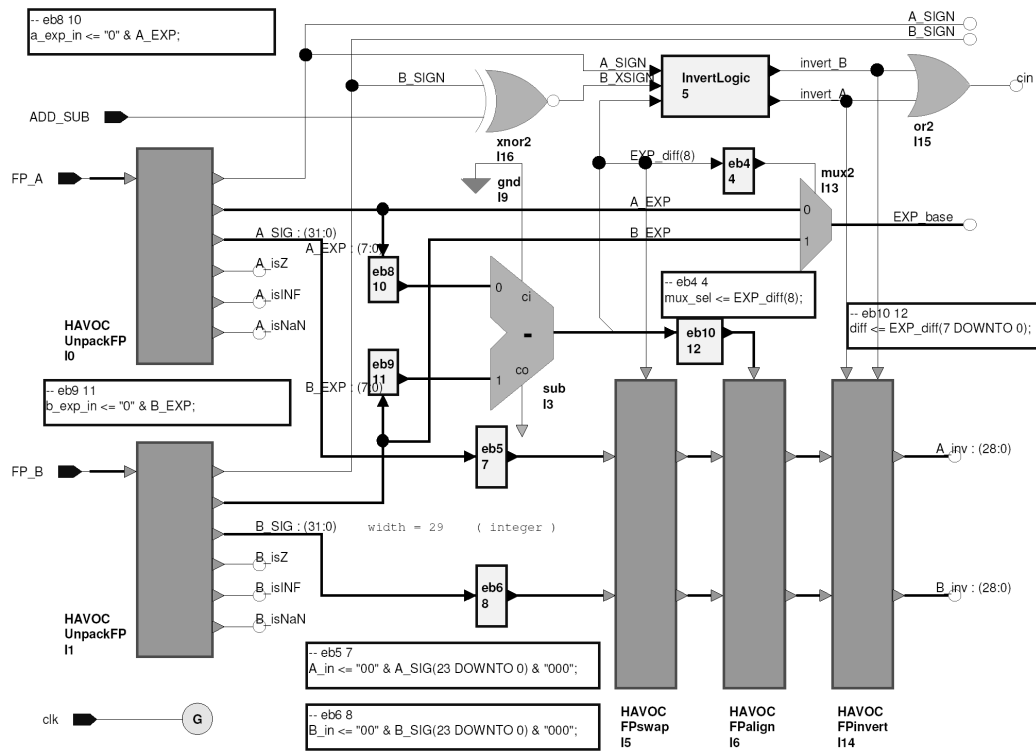 -- eb8 10
a_exp_in <= "0" & A_EXP;
A_SIGN
B_SIGN
A_SIGN
B_SIGN
B_XSIGN
InvertLogic
5
invert_B
invert_A
cin
or2
I15
ADD_SUB
xnor2
I16
EXP_diff(8)
eb4
4
mux2
I13
FP_A
gnd
I9
A_EXP
0
EXP_base
A_SIG : (31:0)
A_EXP : (7:0)
B_EXP
1
A_isZ
eb8
10
0
ci
-- eb4 4
mux_sel <= EXP_diff(8);
A_isINF
A_isNaN
HAVOC
UnpackFP
I0
-
eb10
12
-- eb10 12
diff <= EXP_diff(7 DOWNTO 0);
eb9
11
1
co
sub
I3
B_EXP : (7:0)
-- eb9 11
b_exp_in <= "0" & B_EXP;
eb5
7
A_inv : (28:0)
FP_B
B_SIG : (31:0)
width = 29 ( integer )
B_isZ
B_isINF
B_isNaN
eb6
8
B_inv : (28:0)
HAVOC
UnpackFP
I1
-- eb5 7
A_in <= "00" & A_SIG(23 DOWNTO 0) & "000";
clk
G
-- eb6 8
B_in <= "00" & B_SIG(23 DOWNTO 0) & "000";
HAVOC
FPswap
I5
HAVOC
FPalign
I6
HAVOC
FPinvert
I14